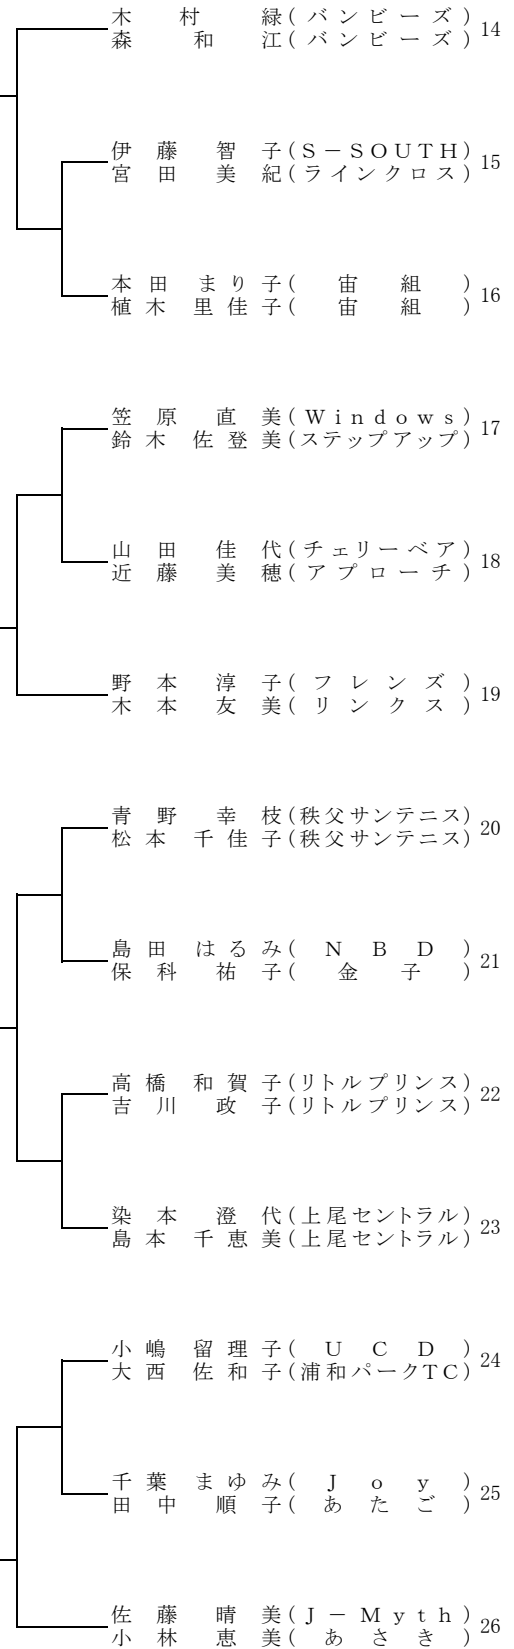 木村 緑(バンビーズ) 14
森 和江(バンビーズ)
伊藤 智子(S-SOUTH) 15
宮田 美紀(ラインクロス)
本田 まり子(宙組) 16
植木 里佳子(宙組)
笠原 直美(Windows) 17
鈴木 佐登美(ステップアップ)
山田 佳代(チェリーベア) 18
近藤 美穂(アプローチ)
野本 淳子(フレンズ) 19
木本 友美(リンクス)
青野 幸枝(秩父サンテニス) 20
松本 千佳子(秩父サンテニス)
島田 はるみ(NBD) 21
保科 祐子(金子)
高橋 和賀子(リトルプリンス) 22
吉川 政子(リトルプリンス)
染本 澄代(上尾セントラル) 23
島本 千恵美(上尾セントラル)
小嶋 留理子(UCD) 24
大西 佐和子(浦和パークTC)
千葉 まゆみ(Joy) 25
田中 順子(あたご)
佐藤 晴美(J-Myth) 26
小林 恵美(あさき)